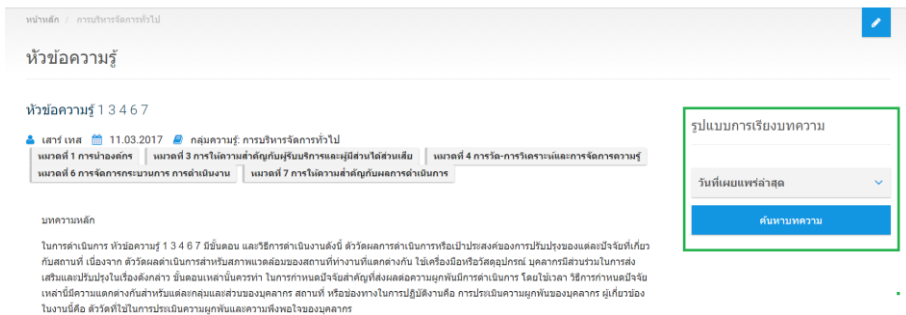 หน้าหลัก / การบริหารจัดการทั่วไป
หัวข้อความรู้
หัวข้อความรู้ 1 3 4 6 7
เสาร์ เทส 11.03.2017 กลุ่มความรู้: การบริหารจัดการทั่วไป
หมวดที่ 1 การนำองค์กร หมวดที่ 3 การให้ความสำคัญกับผู้รับบริการและผู้มีส่วนได้ส่วนเสีย หมวดที่ 4 การวัด-การวิเคราะห์และการจัดการความรู้
หมวดที่ 6 การจัดการกระบวนการ การดำเนินงาน หมวดที่ 7 การให้ความสำคัญกับผลการดำเนินการ
บทความหลัก
ในการดำเนินการ หัวข้อความรู้ 1 3 4 6 7 มีขั้นตอน และวิธีการดำเนินงานดังนี้ ตัววัดผลการดำเนินการหรือเป้าประสงค์ของการปรับปรุงของแต่ละปัจจัยที่เกี่ยว
กับสถานที่ เนื่องจาก ตัววัดผลดำเนินการสำหรับสภาพแวดล้อมของสถานที่ทำงานที่แตกต่างกัน ใช้เครื่องมือหรือวัสดุอุปกรณ์ บุคลากรมีส่วนร่วมในการส่ง
เสริมและปรับปรุงในเรื่องดังกล่าว ขั้นตอนเหล่านั้นควรทำ ในการกำหนดปัจจัยสำคัญที่ส่งผลต่อความผูกพันมีการดำเนินการ โดยใช้เวลา วิธีการกำหนดปัจจัย
เหล่านี้มีความแตกต่างกันสำหรับแต่ละกลุ่มและส่วนของบุคลากร สถานที่ หรือช่องทางในการปฏิบัติงานคือ การประเมินความผูกพันของบุคลากร ผู้เกี่ยวข้อง
ในงานนี้คือ ตัววัดที่ใช้ในการประเมินความผูกพันและความพึงพอใจของบุคลากร
รูปแบบการเรียงบทความ
วันที่เผยแพร่ล่าสุด
ค้นหาบทความ